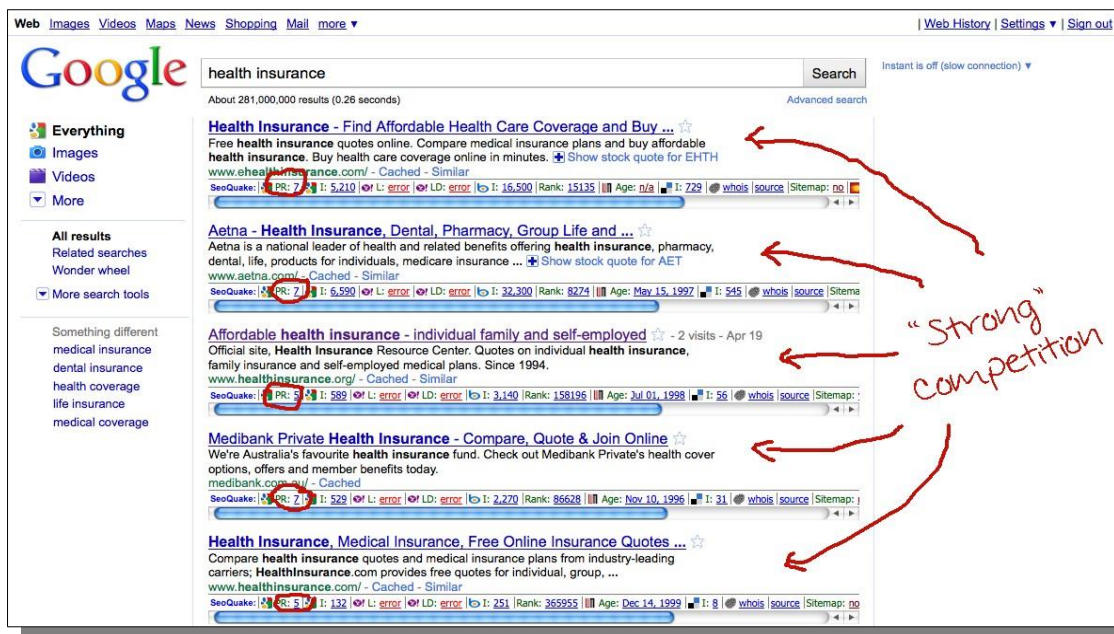 Web Images Videos Maps News Shopping Mail more ▼
| Web History | Settings ▼ | Sign out
Google
health insurance
Search
Instant is off (slow connection) ▼
About 281,000,000 results (0.26 seconds)
Advanced search
Everything
Images
Videos
More
All results
Related searches
Wonder wheel
More search tools
Something different
medical insurance
dental insurance
health coverage
life insurance
medical coverage
Health Insurance - Find Affordable Health Care Coverage and Buy ...
Free health insurance quotes online. Compare medical insurance plans and buy affordable
health insurance. Buy health care coverage online in minutes. Show stock quote for EHTH
www.ehealthinsurance.com/ - Cached - Similar
SeoQuake: PR: 7 I: 5,210 L: error LD: error I: 16,500 Rank: 15135 Age: n/a I: 729 whois source Sitemap: no
Aetna - Health Insurance, Dental, Pharmacy, Group Life and ...
Aetna is a national leader of health and related benefits offering health insurance, pharmacy,
dental, life, products for individuals, medicare insurance ... Show stock quote for AET
www.aetna.com/ - Cached - Similar
SeoQuake: PR: 7 I: 6,590 L: error LD: error I: 32,300 Rank: 8274 Age: May 15, 1997 I: 545 whois source Sitema
Affordable health insurance - individual family and self-employed - 2 visits - Apr 19
Official site, Health Insurance Resource Center. Quotes on individual health insurance,
family insurance and self-employed medical plans. Since 1994.
www.healthinsurance.org/ - Cached - Similar
SeoQuake: PR: 5 I: 589 L: error LD: error I: 3,140 Rank: 158196 Age: Jul 01, 1998 I: 56 whois source Sitemap:
Medibank Private Health Insurance - Compare, Quote & Join Online
We're Australia's favourite health insurance fund. Check out Medibank Private's health cover
options, offers and member benefits today.
medibank.com.au/ - Cached
SeoQuake: PR: 7 I: 529 L: error LD: error I: 2,270 Rank: 86628 Age: Nov 10, 1996 I: 31 whois source Sitemap:
Health Insurance, Medical Insurance, Free Online Insurance Quotes ...
Compare health insurance quotes and medical insurance plans from industry-leading
carriers; HealthInsurance.com provides free quotes for individual, group, ...
www.healthinsurance.com/ - Cached - Similar
SeoQuake: PR: 5 I: 132 L: error LD: error I: 251 Rank: 365955 Age: Dec 14, 1999 I: 8 whois source Sitemap: no
"Strong"
competition